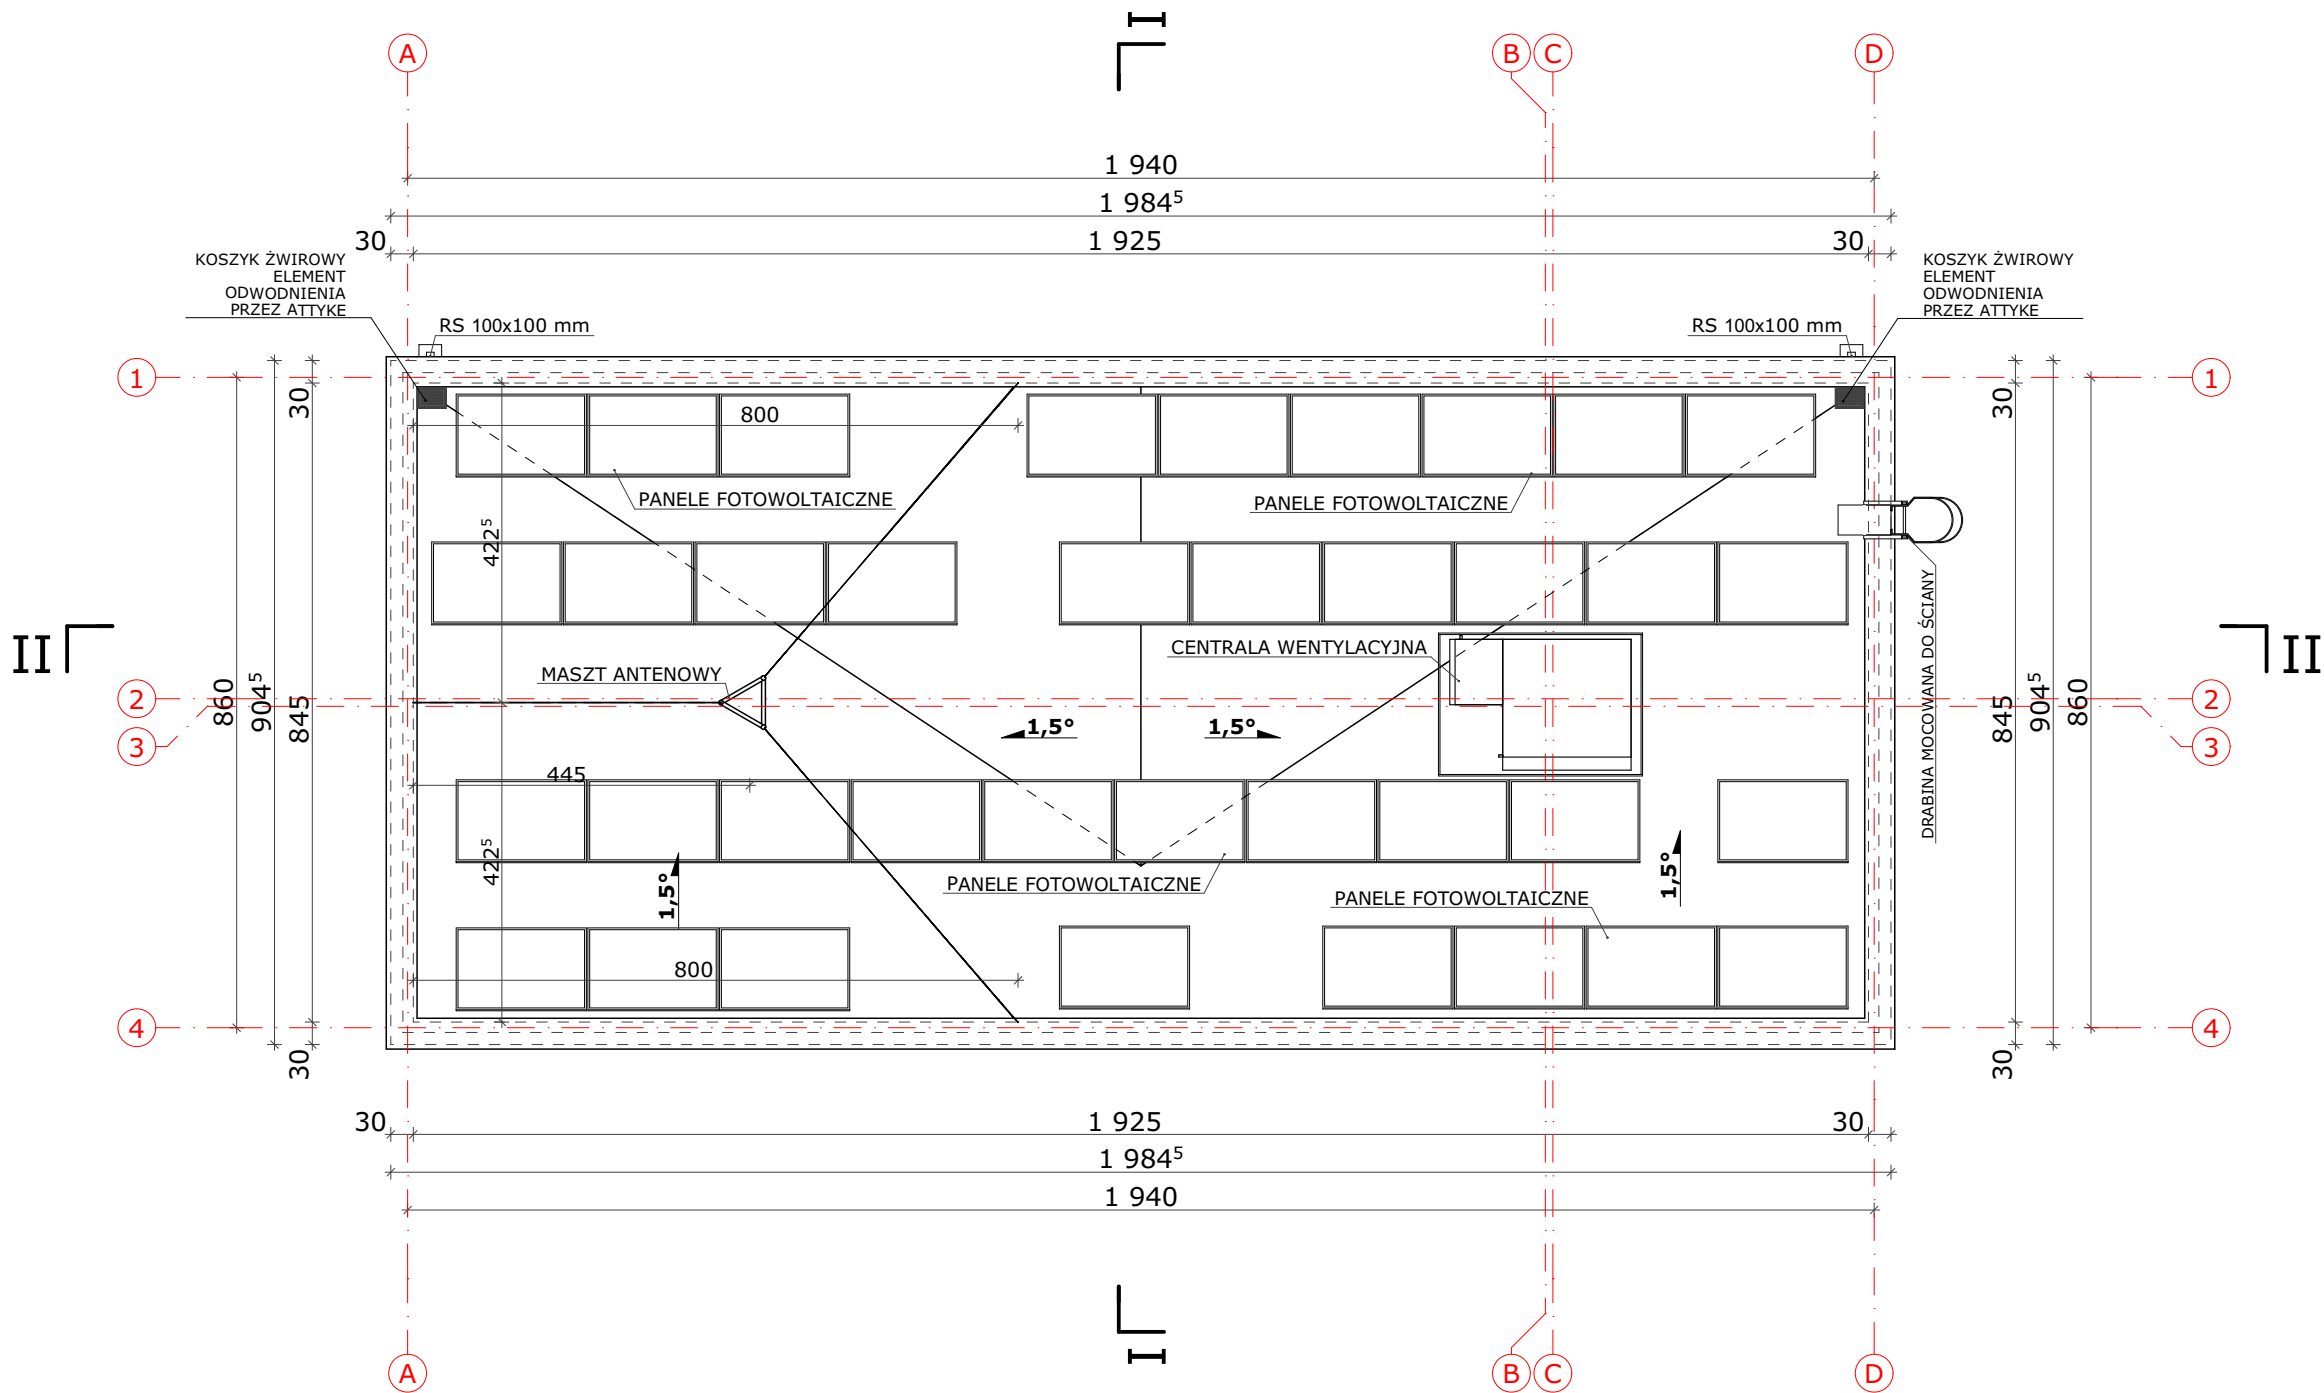 I
A
B
C
D
1 940
1 984⁵
30
1 925
30
KOSZYK ŻWIROWY
ELEMENT
ODWODNIENIA
PRZEZ ATTYKE
KOSZYK ŻWIROWY
ELEMENT
ODWODNIENIA
PRZEZ ATTYKE
RS 100x100 mm
RS 100x100 mm
1
1
30
30
800
PANELE FOTOWOLTAICZNE
PANELE FOTOWOLTAICZNE
422⁵
DRABINA MOCOWANA DO ŚCIANY
II
II
CENTRALA WENTYLACYJNA
MASZT ANTENOWY
2
2
860
904⁵
845
845
904⁵
860
1,5°
1,5°
3
3
445
422⁵
1,5°
1,5°
PANELE FOTOWOLTAICZNE
PANELE FOTOWOLTAICZNE
800
4
4
30
30
30
1 925
30
1 984⁵
1 940
I
A
B
C
D